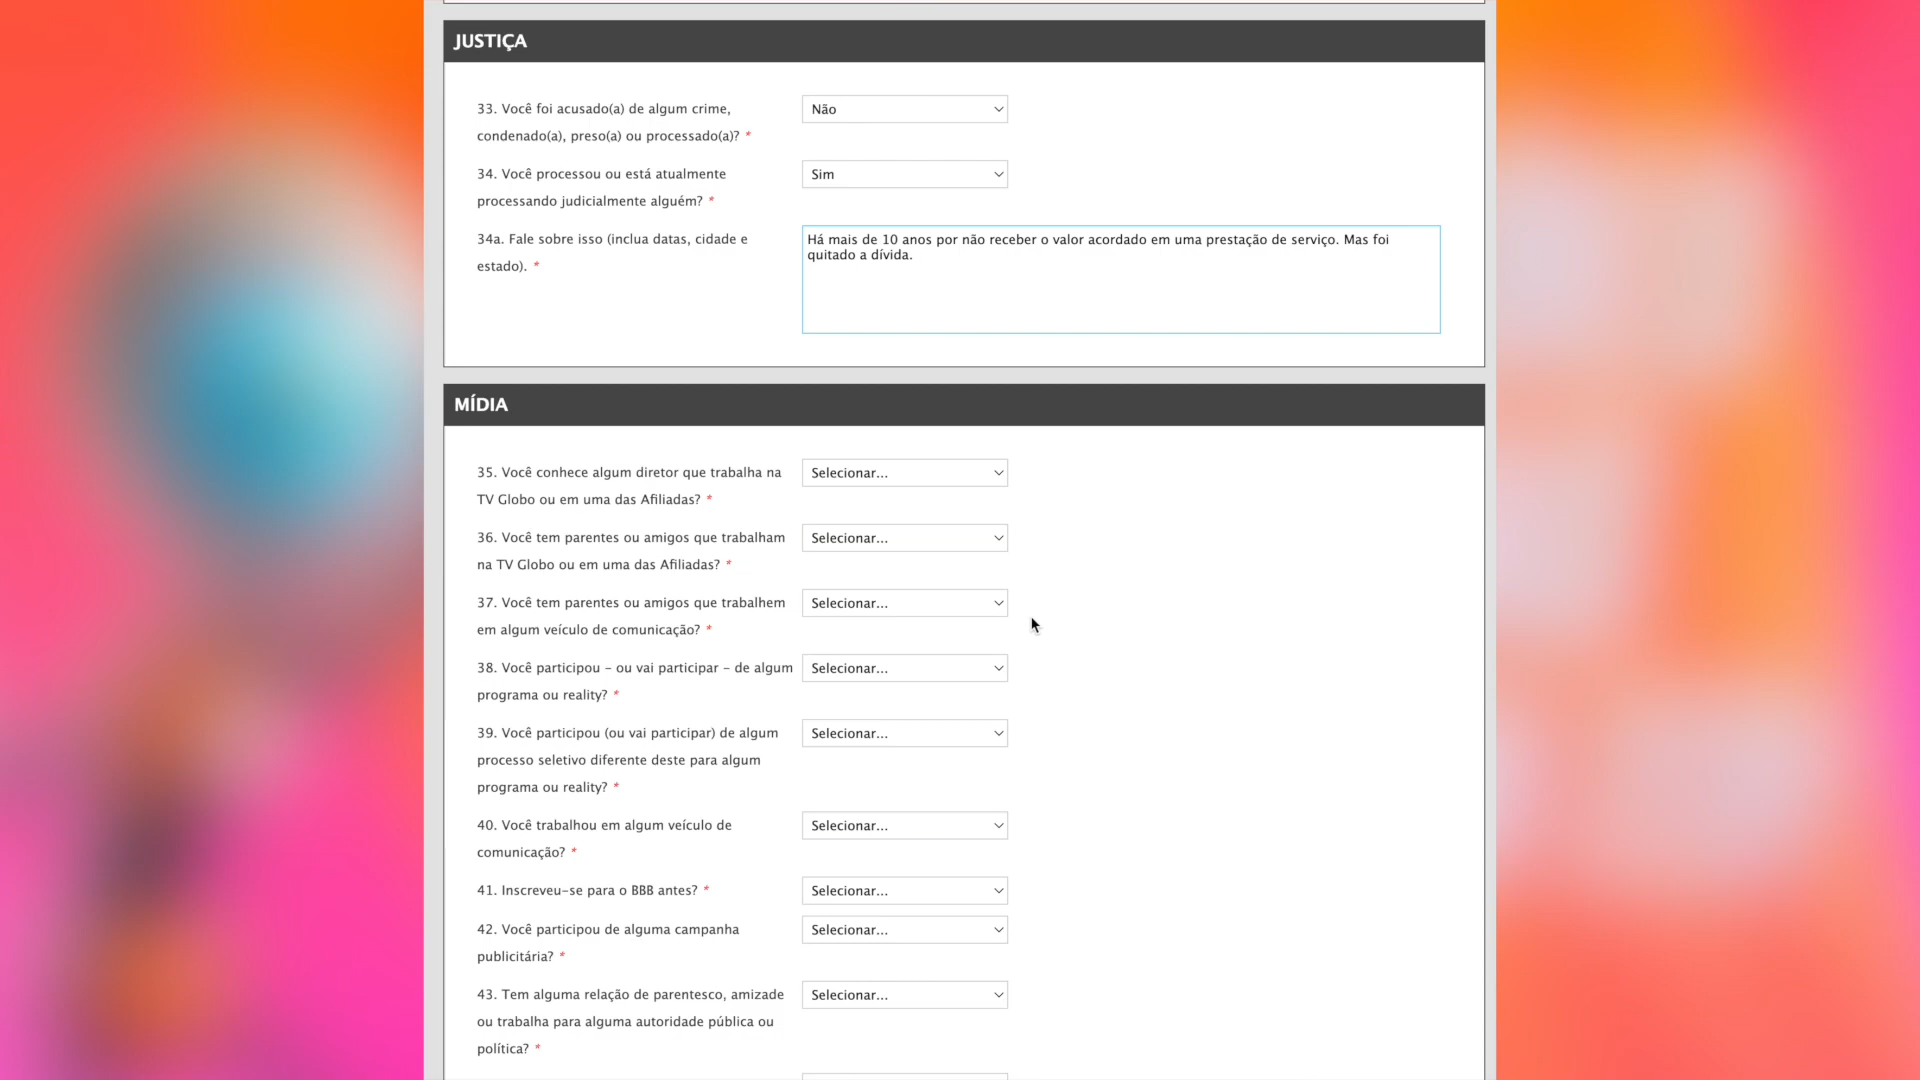 JUSTIÇA
33. Você foi acusado(a) de algum crime,
condenado(a), preso(a) ou processado(a)? *
Não
34. Você processou ou está atualmente
processando judicialmente alguém? *
Sim
34a. Fale sobre isso (inclua datas, cidade e
estado). *
Há mais de 10 anos por não receber o valor acordado em uma prestação de serviço. Mas foi
quitado a dívida.
MÍDIA
35. Você conhece algum diretor que trabalha na
TV Globo ou em uma das Afiliadas? *
Selecionar...
36. Você tem parentes ou amigos que trabalham
na TV Globo ou em uma das Afiliadas? *
Selecionar...
37. Você tem parentes ou amigos que trabalhem
em algum veículo de comunicação? *
Selecionar...
38. Você participou - ou vai participar - de algum
programa ou reality? *
Selecionar...
39. Você participou (ou vai participar) de algum
processo seletivo diferente deste para algum
programa ou reality? *
Selecionar...
40. Você trabalhou em algum veículo de
comunicação? *
Selecionar...
41. Inscreveu-se para o BBB antes? *
Selecionar...
42. Você participou de alguma campanha
publicitária? *
Selecionar...
43. Tem alguma relação de parentesco, amizade
ou trabalha para alguma autoridade pública ou
política? *
Selecionar...